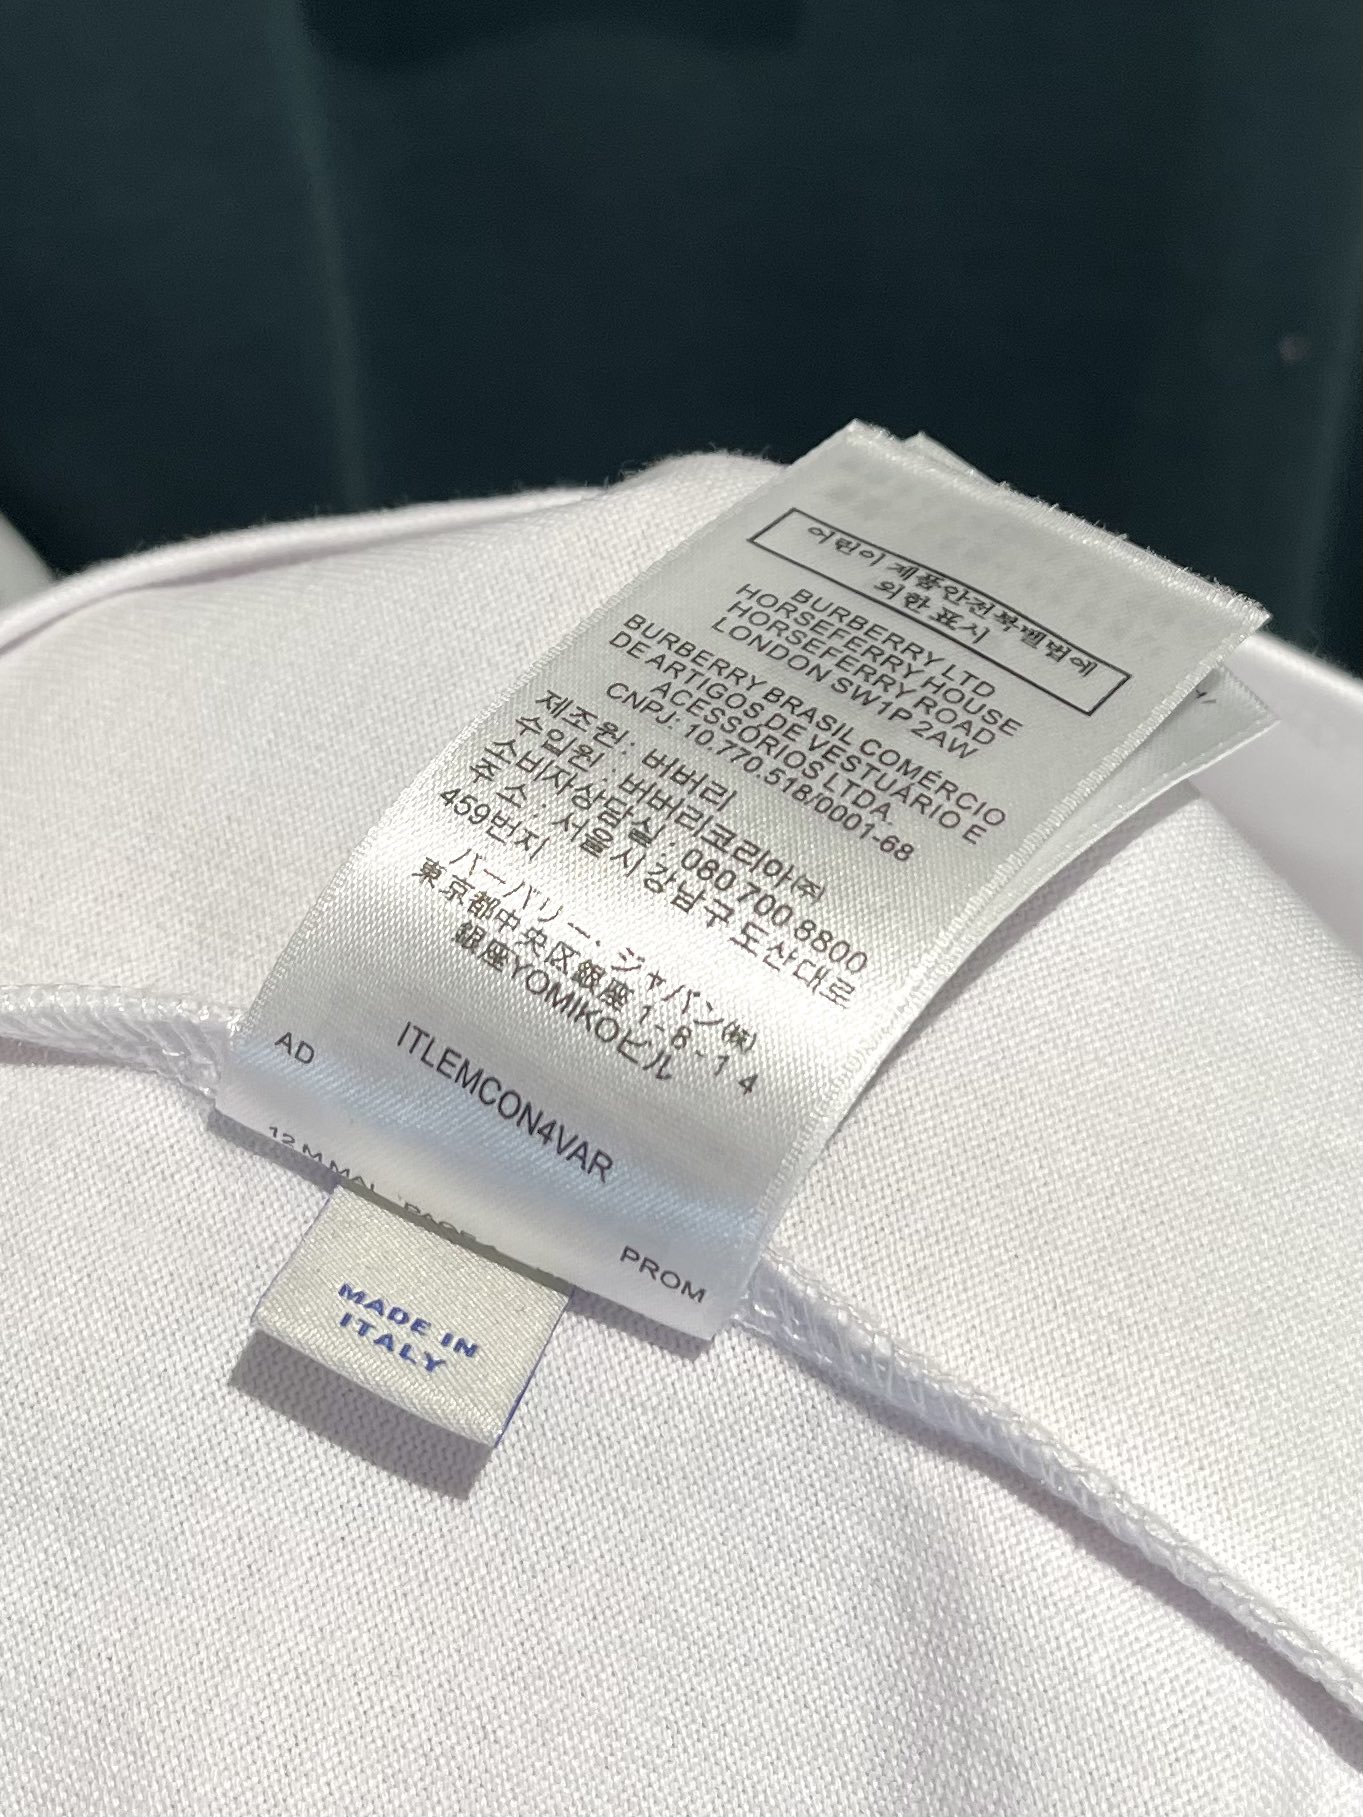 어린이 제품안전특별법에
의한 표시
BURBERRY LTD
HORSEFERRY HOUSE
HORSEFERRY ROAD
LONDON SW1P 2AW
BURBERRY BRASIL COMÉRCIO
DE ARTIGOS DE VESTUÁRIO E
ACESSÓRIOS LTDA.
CNPJ: 10.770.518/0001-68
제조원: 버버리
수입원: 버버리코리아㈜
소비자상담실: 080 700 8800
주 소 : 서울시 강남구 도산대로
459번지
バーバリー・ジャパン㈱
東京都中央区銀座 1 - 8 - 1 4
銀座YOMIKOビル
ITLEMCON4VAR
AD
12MMAL
PROM
MADE IN
ITALY